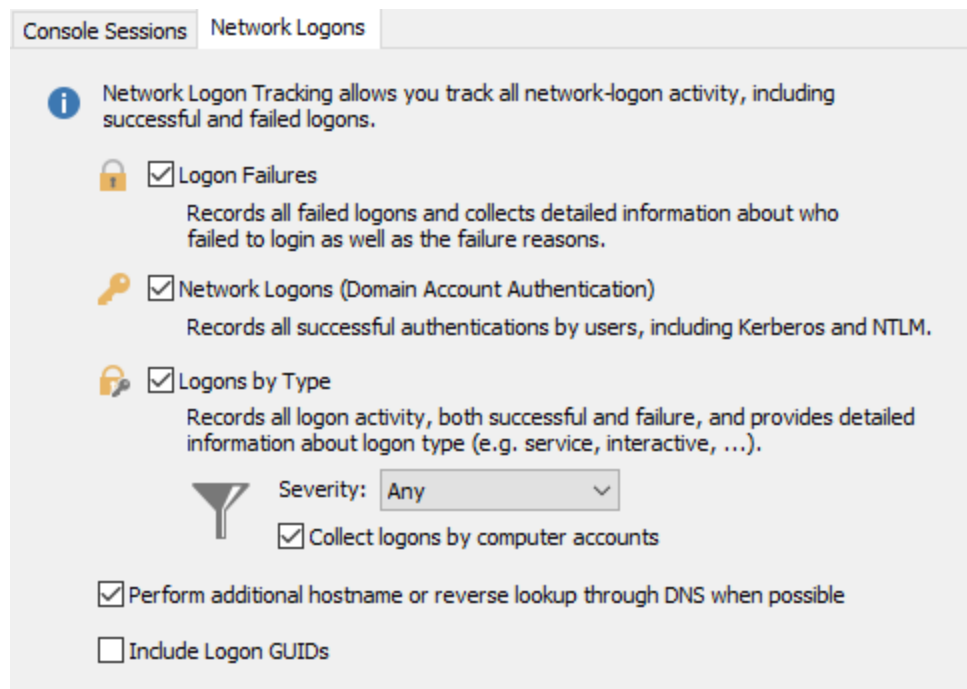 Console Sessions Network Logons
Network Logon Tracking allows you track all network-logon activity, including
successful and failed logons.
Logon Failures
Records all failed logons and collects detailed information about who
failed to login as well as the failure reasons.
Network Logons (Domain Account Authentication)
Records all successful authentications by users, including Kerberos and NTLM.
Logons by Type
Records all logon activity, both successful and failure, and provides detailed
information about logon type (e.g. service, interactive, ...).
Severity: Any
Collect logons by computer accounts
Perform additional hostname or reverse lookup through DNS when possible
Include Logon GUIDs